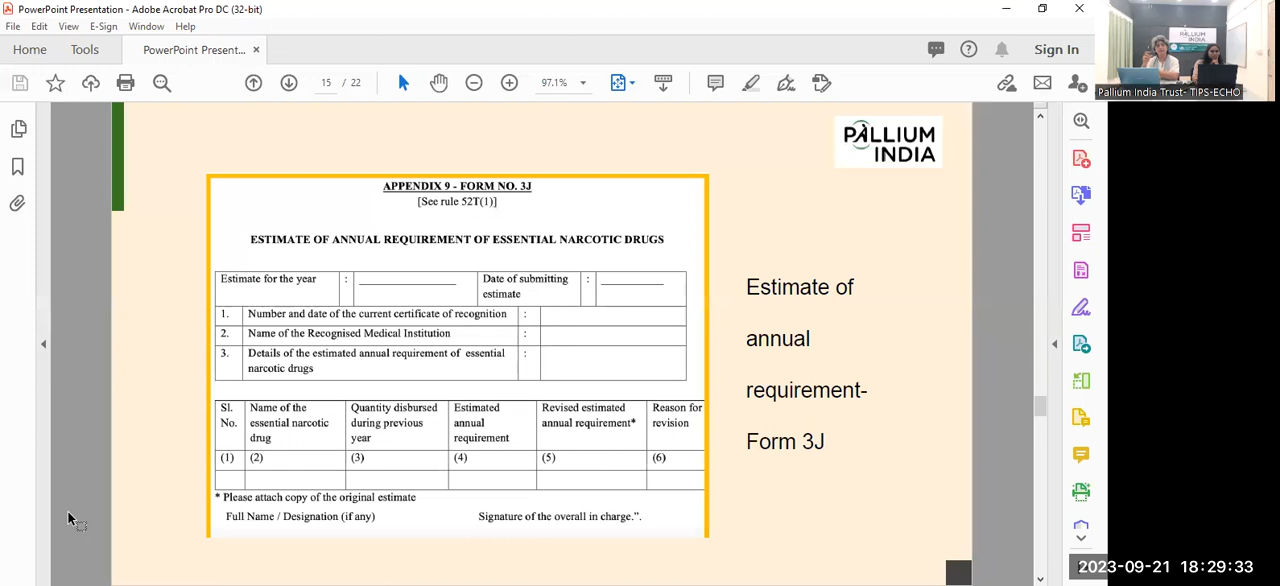 PowerPoint Presentation - Adobe Acrobat Pro DC (32-bit)
File Edit View E-Sign Window Help
Home Tools PowerPoint Present... × Sign In
15 / 22 97.1%
PALLIUM INDIA
Pallium India Trust- TIPS-ECHO
PALLIUM
INDIA
APPENDIX 9 - FORM NO. 3J
[See rule 52T(1)]
ESTIMATE OF ANNUAL REQUIREMENT OF ESSENTIAL NARCOTIC DRUGS
Estimate for the year : Date of submitting estimate :
1. Number and date of the current certificate of recognition :
2. Name of the Recognised Medical Institution :
3. Details of the estimated annual requirement of essential :
narcotic drugs
Sl. Name of the Quantity disbursed Estimated Revised estimated Reason for
No. essential narcotic during previous annual annual requirement* revision
drug year requirement
(1) (2) (3) (4) (5) (6)
* Please attach copy of the original estimate
Full Name / Designation (if any) Signature of the overall in charge.”.
Estimate of
annual
requirement-
Form 3J
2023-09-21 18:29:33